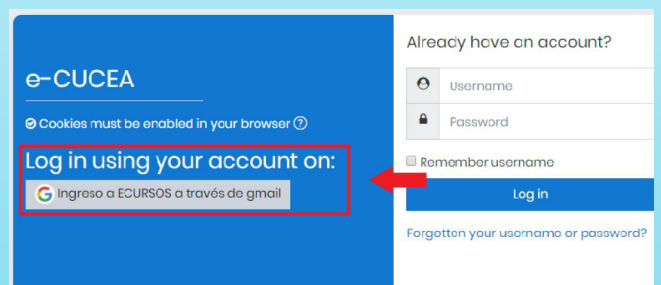 e-CUCEA
Cookies must be enabled in your browser
Log in using your account on:
Ingreso a ECURSOS a través de gmail
Already have an account?
Username
Password
Remember username
Log in
Forgotten your username or password?